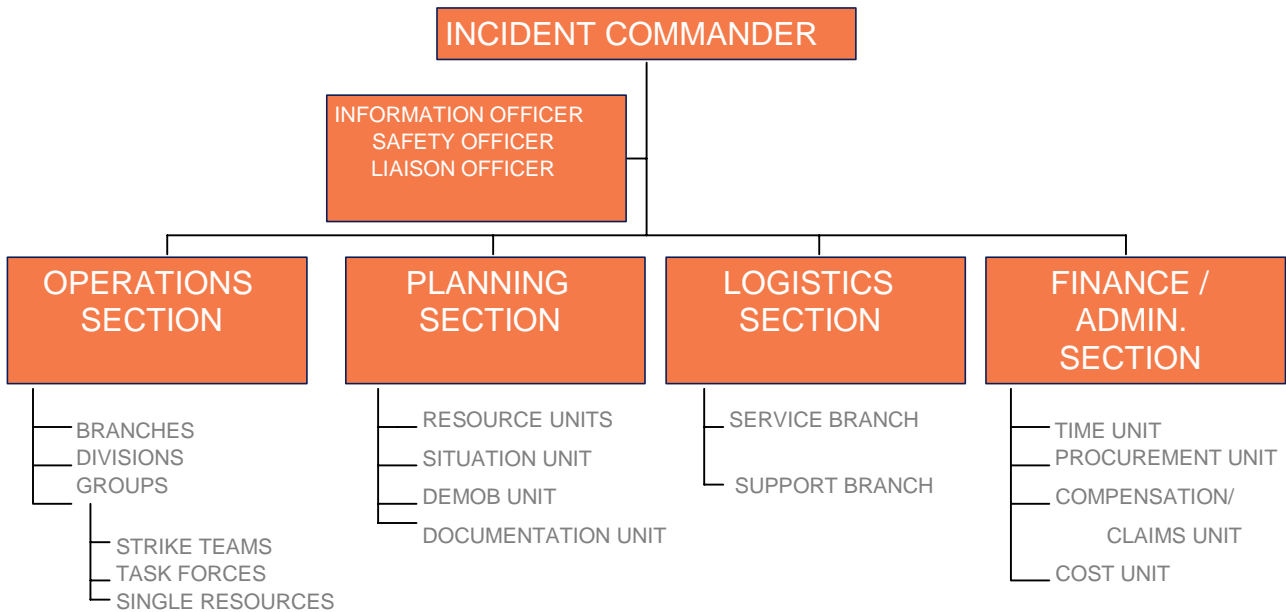 INCIDENT COMMANDER
INFORMATION OFFICER
SAFETY OFFICER
LIAISON OFFICER
OPERATIONS
SECTION
BRANCHES
DIVISIONS
GROUPS
STRIKE TEAMS
TASK FORCES
SINGLE RESOURCES
PLANNING
SECTION
RESOURCE UNITS
SITUATION UNIT
DEMOB UNIT
DOCUMENTATION UNIT
LOGISTICS
SECTION
SERVICE BRANCH
SUPPORT BRANCH
FINANCE /
ADMIN.
SECTION
TIME UNIT
PROCUREMENT UNIT
COMPENSATION/
CLAIMS UNIT
COST UNIT